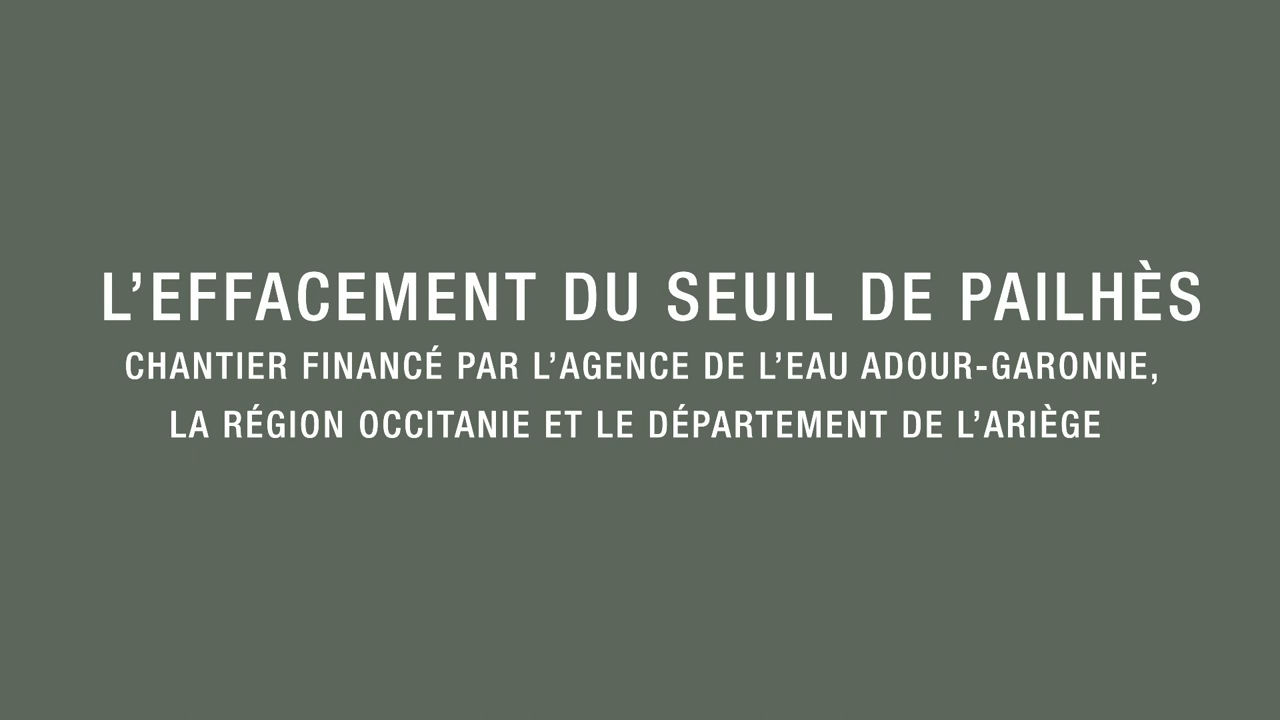 L’EFFACEMENT DU SEUIL DE PAILHÈS
CHANTIER FINANCÉ PAR L’AGENCE DE L’EAU ADOUR-GARONNE,
LA RÉGION OCCITANIE ET LE DÉPARTEMENT DE L’ARIÈGE